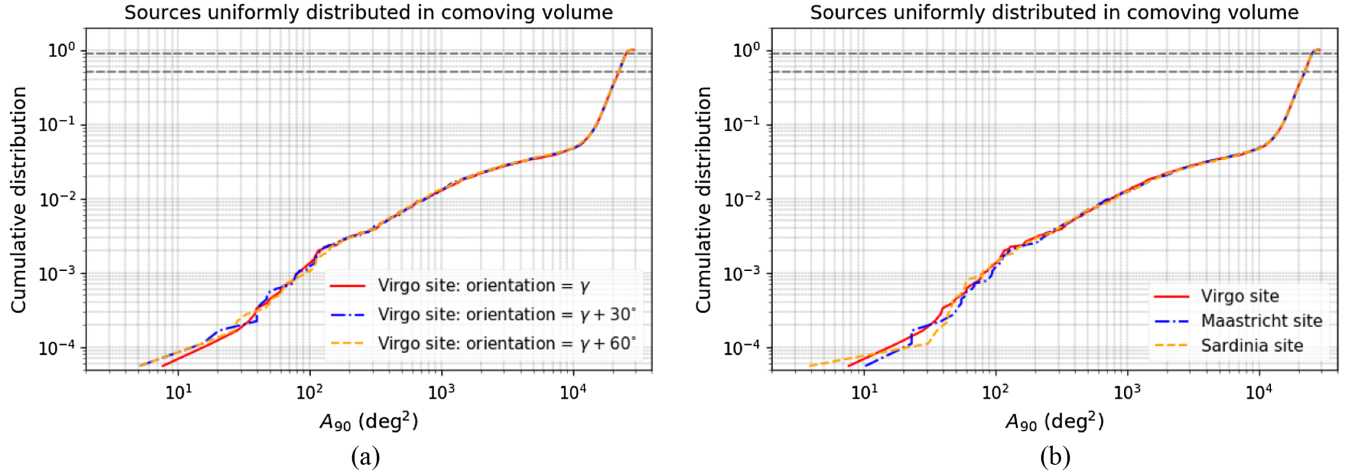 Sources uniformly distributed in comoving volume
Cumulative distribution
10⁰
10⁻¹
10⁻²
10⁻³
10⁻⁴
Virgo site: orientation = γ
Virgo site: orientation = γ + 30°
Virgo site: orientation = γ + 60°
10¹ 10² 10³ 10⁴
A₉₀ (deg²)
(a)
Sources uniformly distributed in comoving volume
Cumulative distribution
10⁰
10⁻¹
10⁻²
10⁻³
10⁻⁴
Virgo site
Maastricht site
Sardinia site
10¹ 10² 10³ 10⁴
A₉₀ (deg²)
(b)